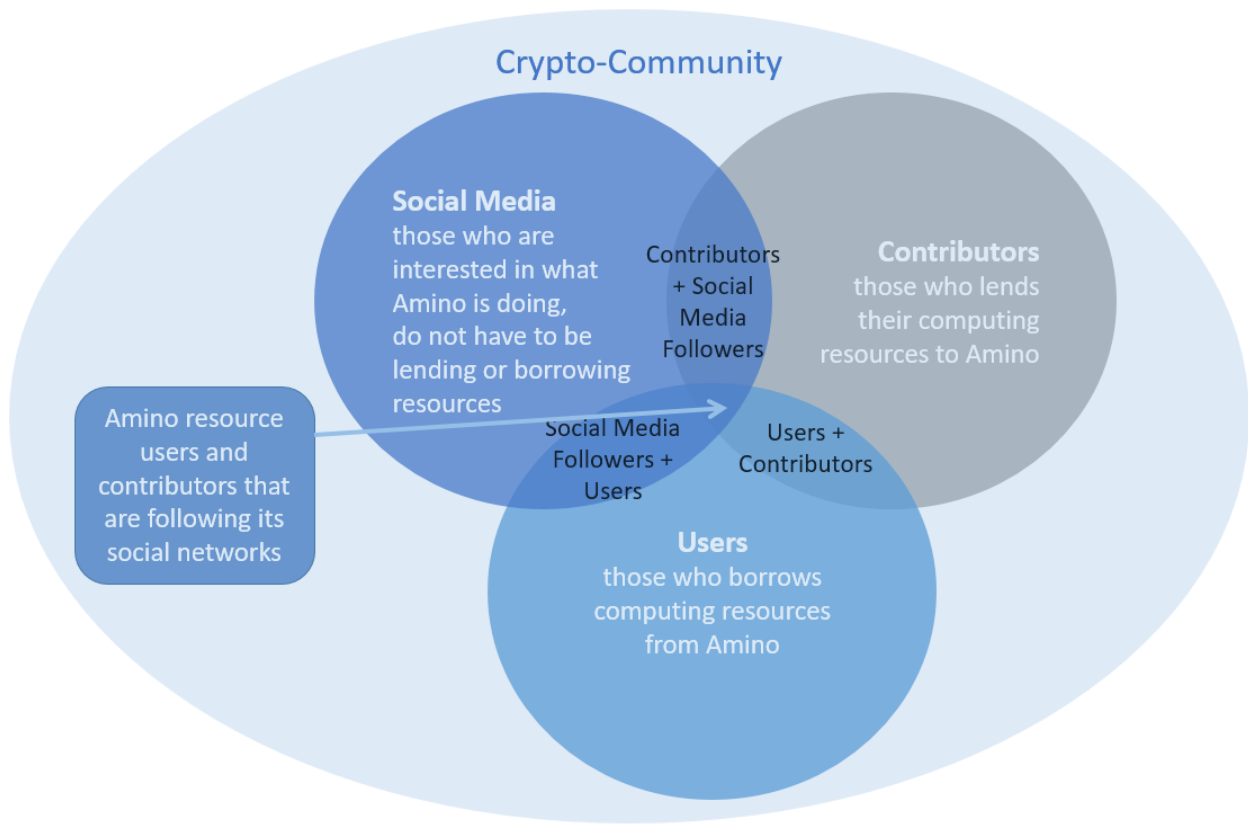 Crypto-Community
Social Media
those who are
interested in what
Amino is doing,
do not have to be
lending or borrowing
resources
Contributors
+ Social
Media
Followers
Contributors
those who lends
their computing
resources to Amino
Amino resource
users and
contributors that
are following its
social networks
Social Media
Followers +
Users
Users +
Contributors
Users
those who borrows
computing resources
from Amino